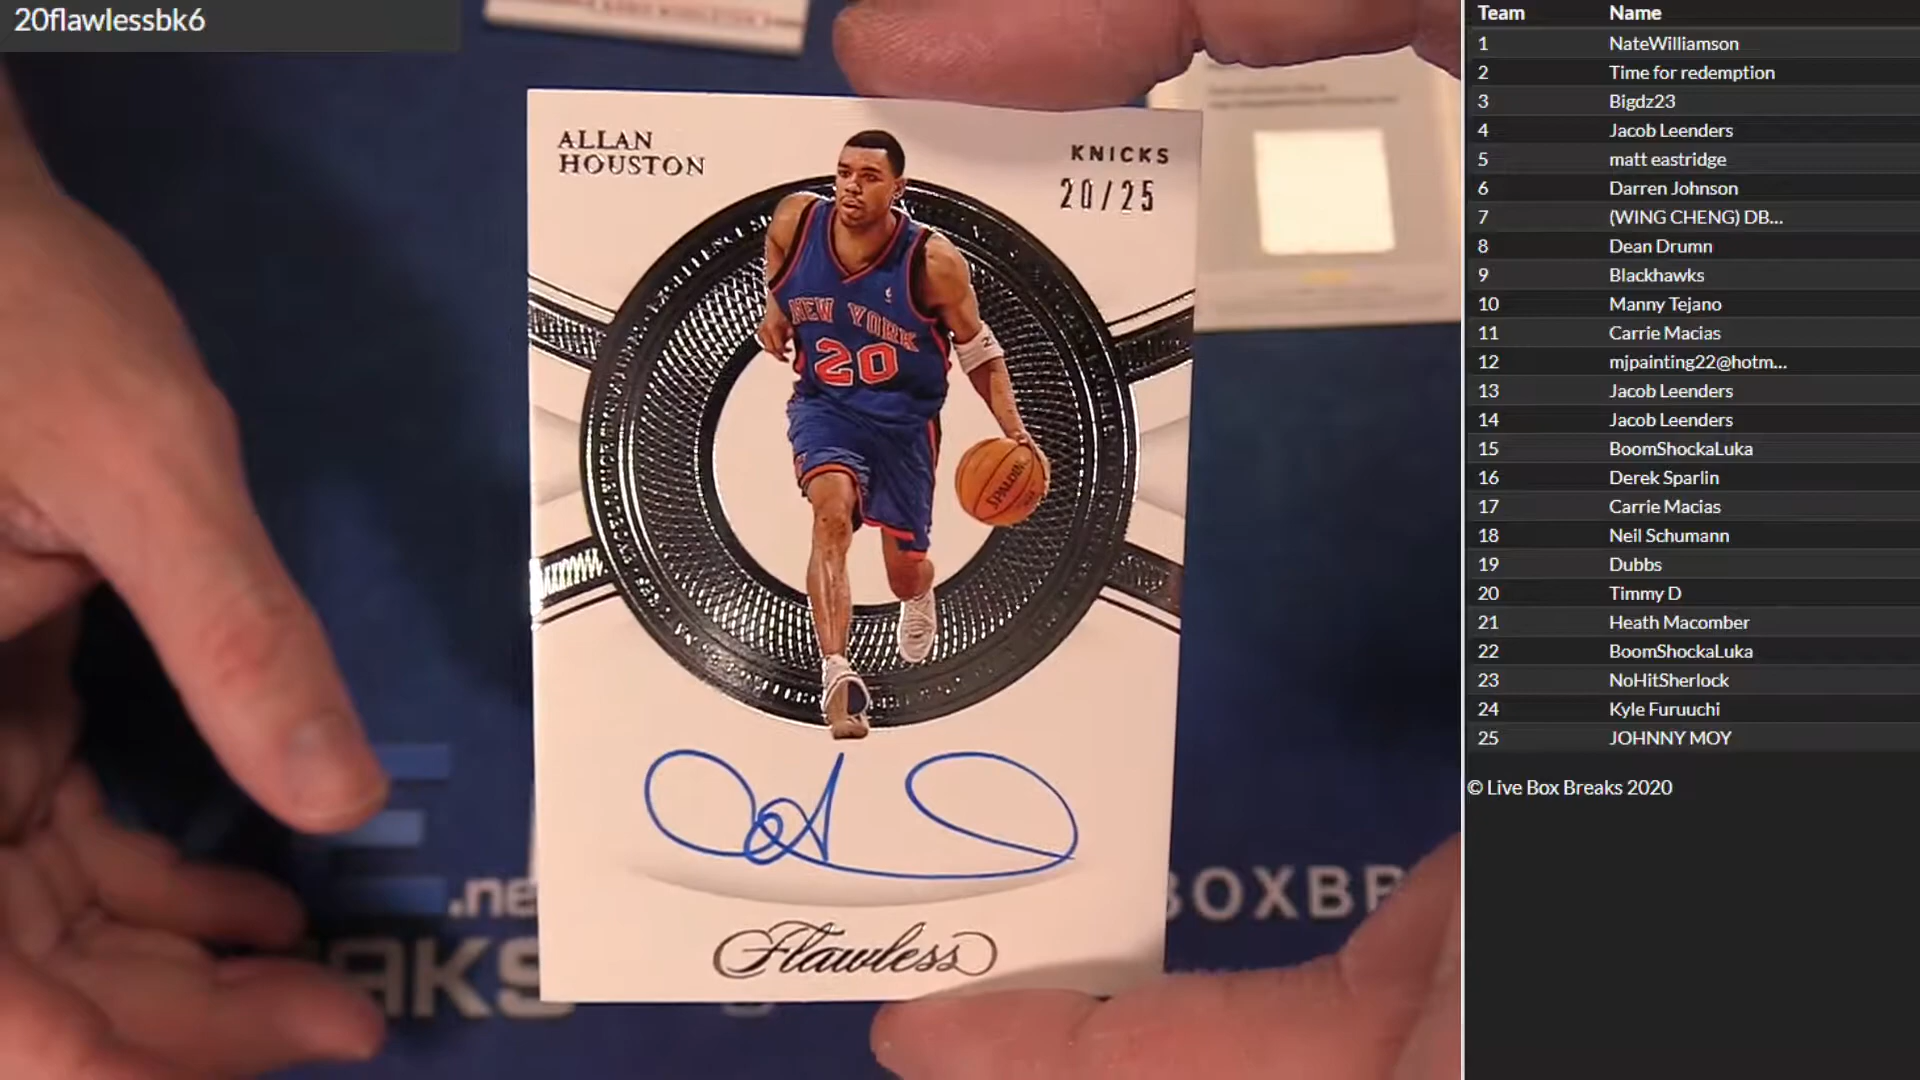 20flawlessbk6
ALLAN
HOUSTON
KNICKS
20/25
NEW YORK
20
SPALDING
Flawless
.ne
AKS
OXB
Team Name
1 NateWilliamson
2 Time for redemption
3 Bigdz23
4 Jacob Leenders
5 matt eastridge
6 Darren Johnson
7 (WING CHENG) DB...
8 Dean Drumn
9 Blackhawks
10 Manny Tejano
11 Carrie Macias
12 mjpainting22@hotm...
13 Jacob Leenders
14 Jacob Leenders
15 BoomShockaLuka
16 Derek Sparlin
17 Carrie Macias
18 Neil Schumann
19 Dubbs
20 Timmy D
21 Heath Macomber
22 BoomShockaLuka
23 NoHitSherlock
24 Kyle Furuuchi
25 JOHNNY MOY
© Live Box Breaks 2020